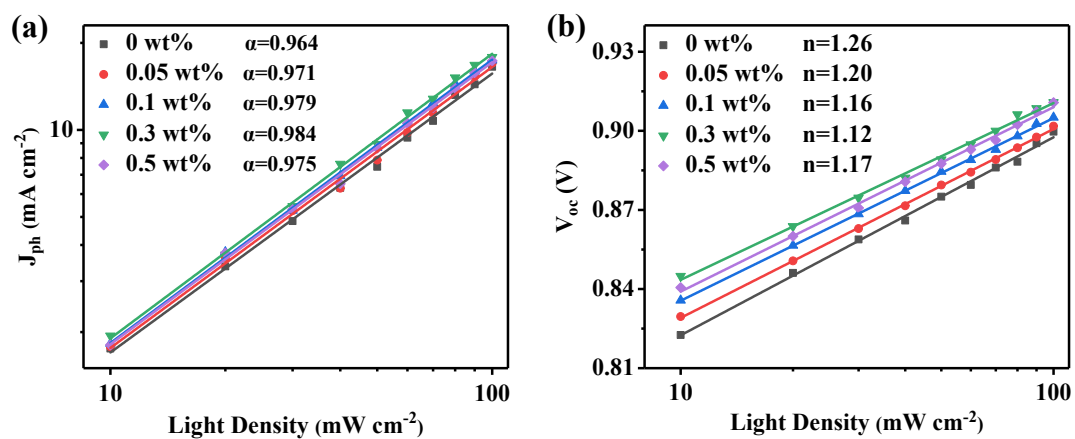 (a)
0 wt% α=0.964
0.05 wt% α=0.971
0.1 wt% α=0.979
0.3 wt% α=0.984
0.5 wt% α=0.975
10
J_ph (mA cm⁻²)
10 100
Light Density (mW cm⁻²)
(b)
0 wt% n=1.26
0.05 wt% n=1.20
0.1 wt% n=1.16
0.3 wt% n=1.12
0.5 wt% n=1.17
0.93
0.90
0.87
0.84
0.81
V_oc (V)
10 100
Light Density (mW cm⁻²)